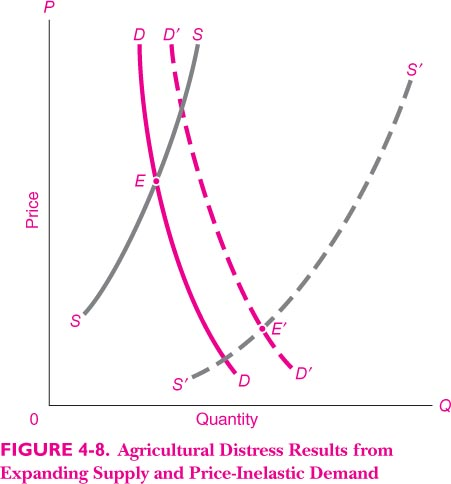 P
D D′ S
S′
E
Price
S
E′
S′ D D′
0 Quantity Q
FIGURE 4-8. Agricultural Distress Results from
Expanding Supply and Price-Inelastic Demand